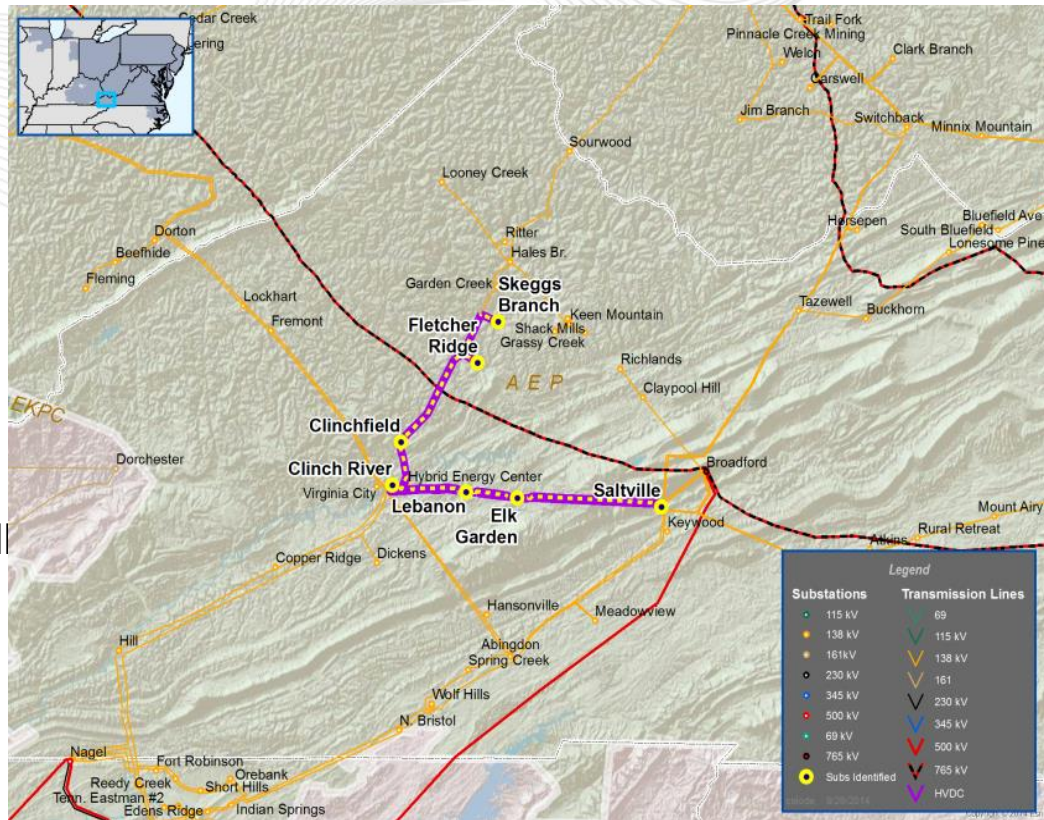 Cedar Creek
Trail Fork
Pinnacle Creek Mining
Welch
Clark Branch
Carswell
Jim Branch
Switchback
Minnix Mountain
Sourwood
Looney Creek
Ritter
Hales Br.
Horsepen
Bluefield Ave
South Bluefield
Lonesome Pine
Dorton
Beefhide
Fleming
Garden Creek
Skeggs
Branch
Lockhart
Fremont
Fletcher
Ridge
Keen Mountain
Shack Mills
Grassy Creek
Tazewell
Buckhorn
Richlands
AEP
Claypool Hill
EKPC
Clinchfield
Dorchester
Clinch River
Hybrid Energy Center
Virginia City
Lebanon
Elk
Garden
Saltville
Broadford
Keywood
Mount Airy
Rural Retreat
Atkins
Copper Ridge
Dickens
Hansonville
Meadowview
Hill
Abingdon
Spring Creek
Wolf Hills
N. Bristol
Nagel
Fort Robinson
Reedy Creek
Orebank
Short Hills
Tenn. Eastman #2
Edens Ridge
Indian Springs
Legend
Substations
115 kV
138 kV
161kV
230 kV
345 kV
500 kV
69 kV
765 kV
Subs Identified
Transmission Lines
69
115 kV
138 kV
161
230 kV
345 kV
500 kV
765 kV
HVDC